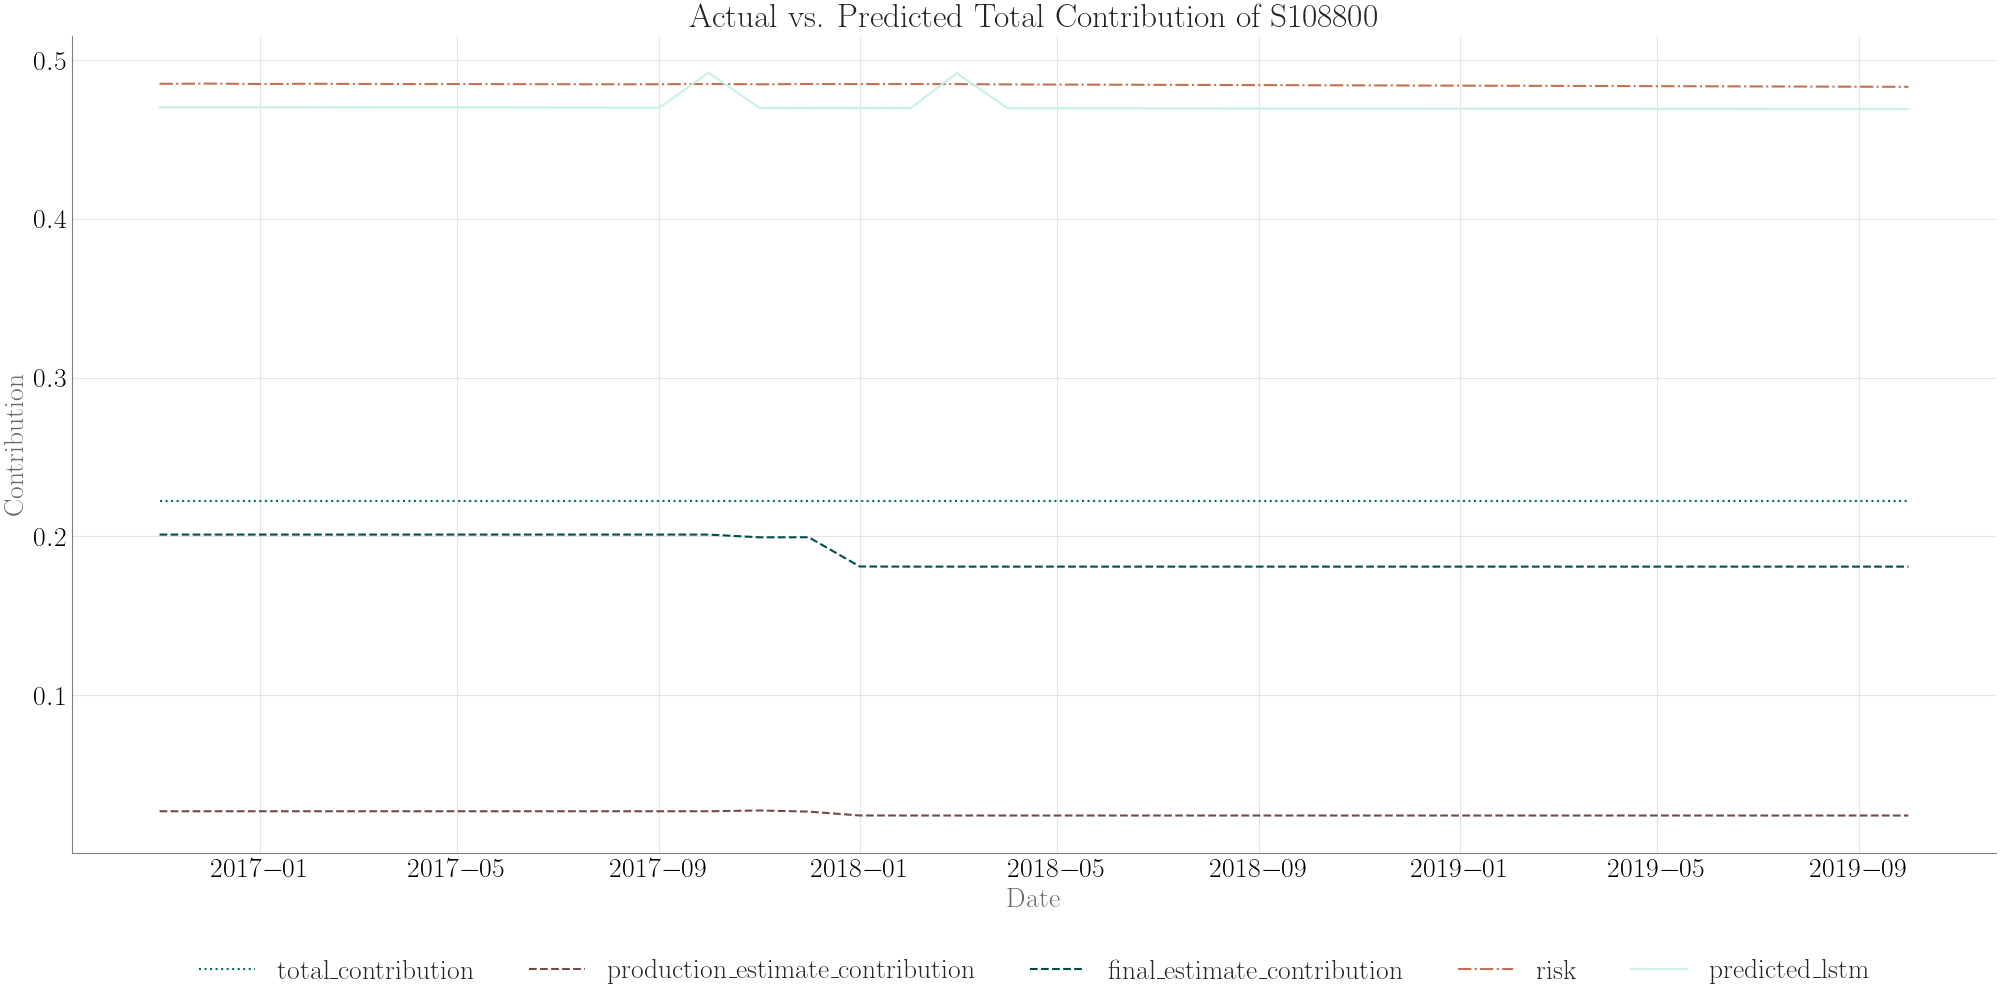 Actual vs. Predicted Total Contribution of S108800
0.5
0.4
0.3
0.2
0.1
Contribution
2017–01 2017–05 2017–09 2018–01 2018–05 2018–09 2019–01 2019–05 2019–09
Date
total_contribution production_estimate_contribution final_estimate_contribution risk predicted_lstm